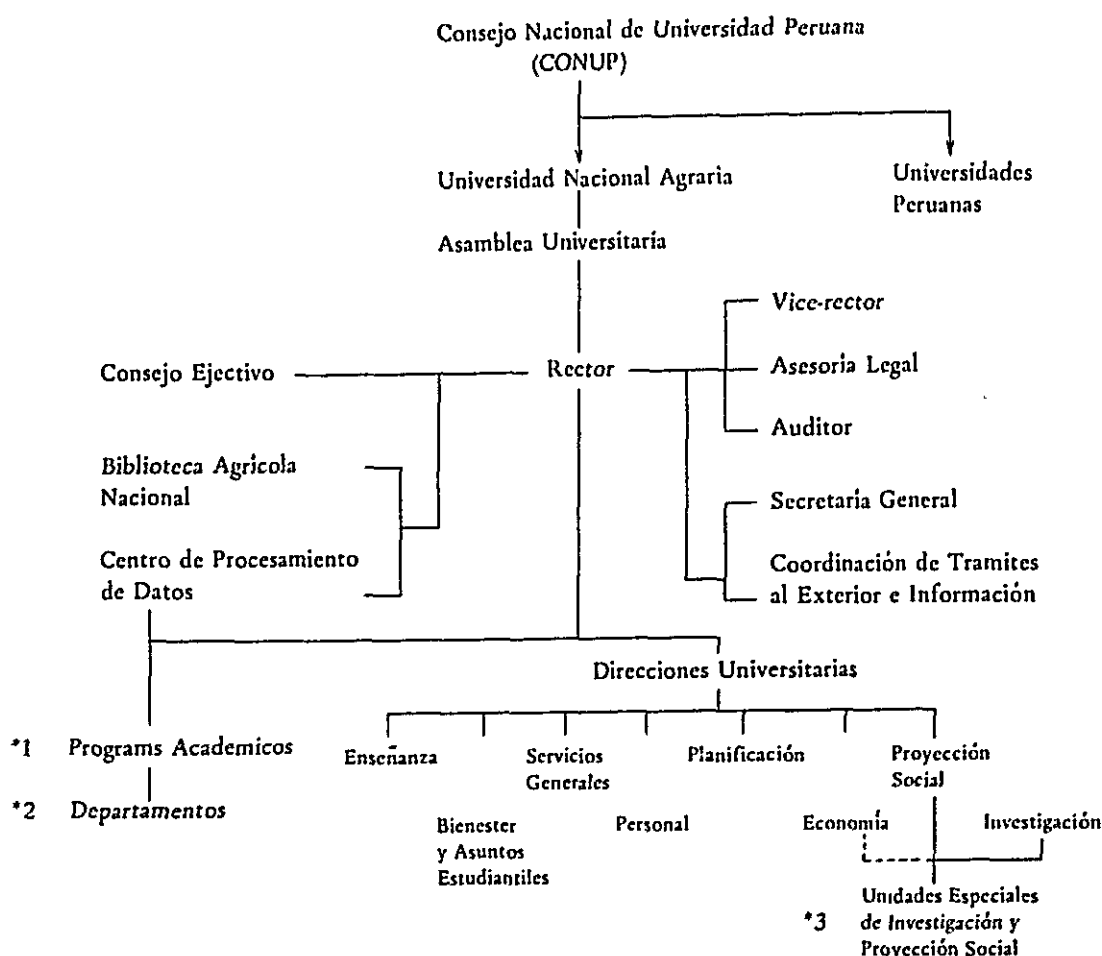 Consejo Nacional de Universidad Peruana
(CONUP)
Universidad Nacional Agraria
Universidades
Peruanas
Asamblea Universitaria
Vice-rector
Consejo Ejectivo
Rector
Asesoria Legal
Auditor
Biblioteca Agrícola
Nacional
Secretaría General
Centro de Procesamiento
de Datos
Coordinación de Tramites
al Exterior e Información
Direcciones Universitarias
*1 Programs Academicos
Enseñanza
Servicios
Generales
Planificación
Proyección
Social
*2 Departamentos
Bienester
y Asuntos
Estudiantiles
Personal
Economía
Investigación
*3 Unidades Especiales
de Investigación y
Proyección Social